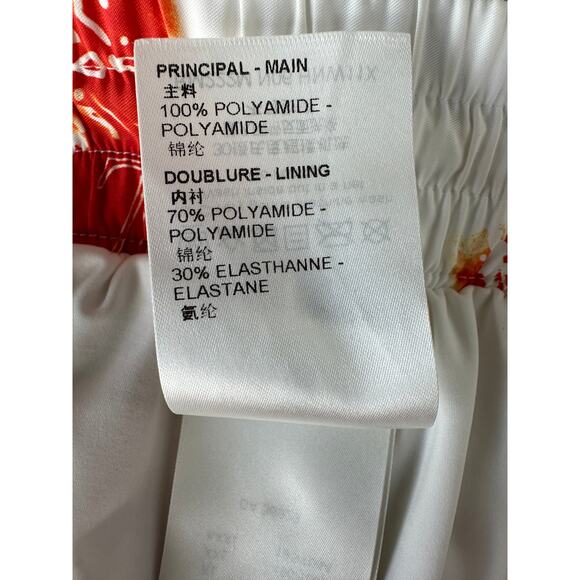 PRINCIPAL - MAIN
主料
100% POLYAMIDE -
POLYAMIDE
锦纶
DOUBLURE - LINING
内衬
70% POLYAMIDE -
POLYAMIDE
锦纶
30% ELASTHANNE -
ELASTANE
氨纶